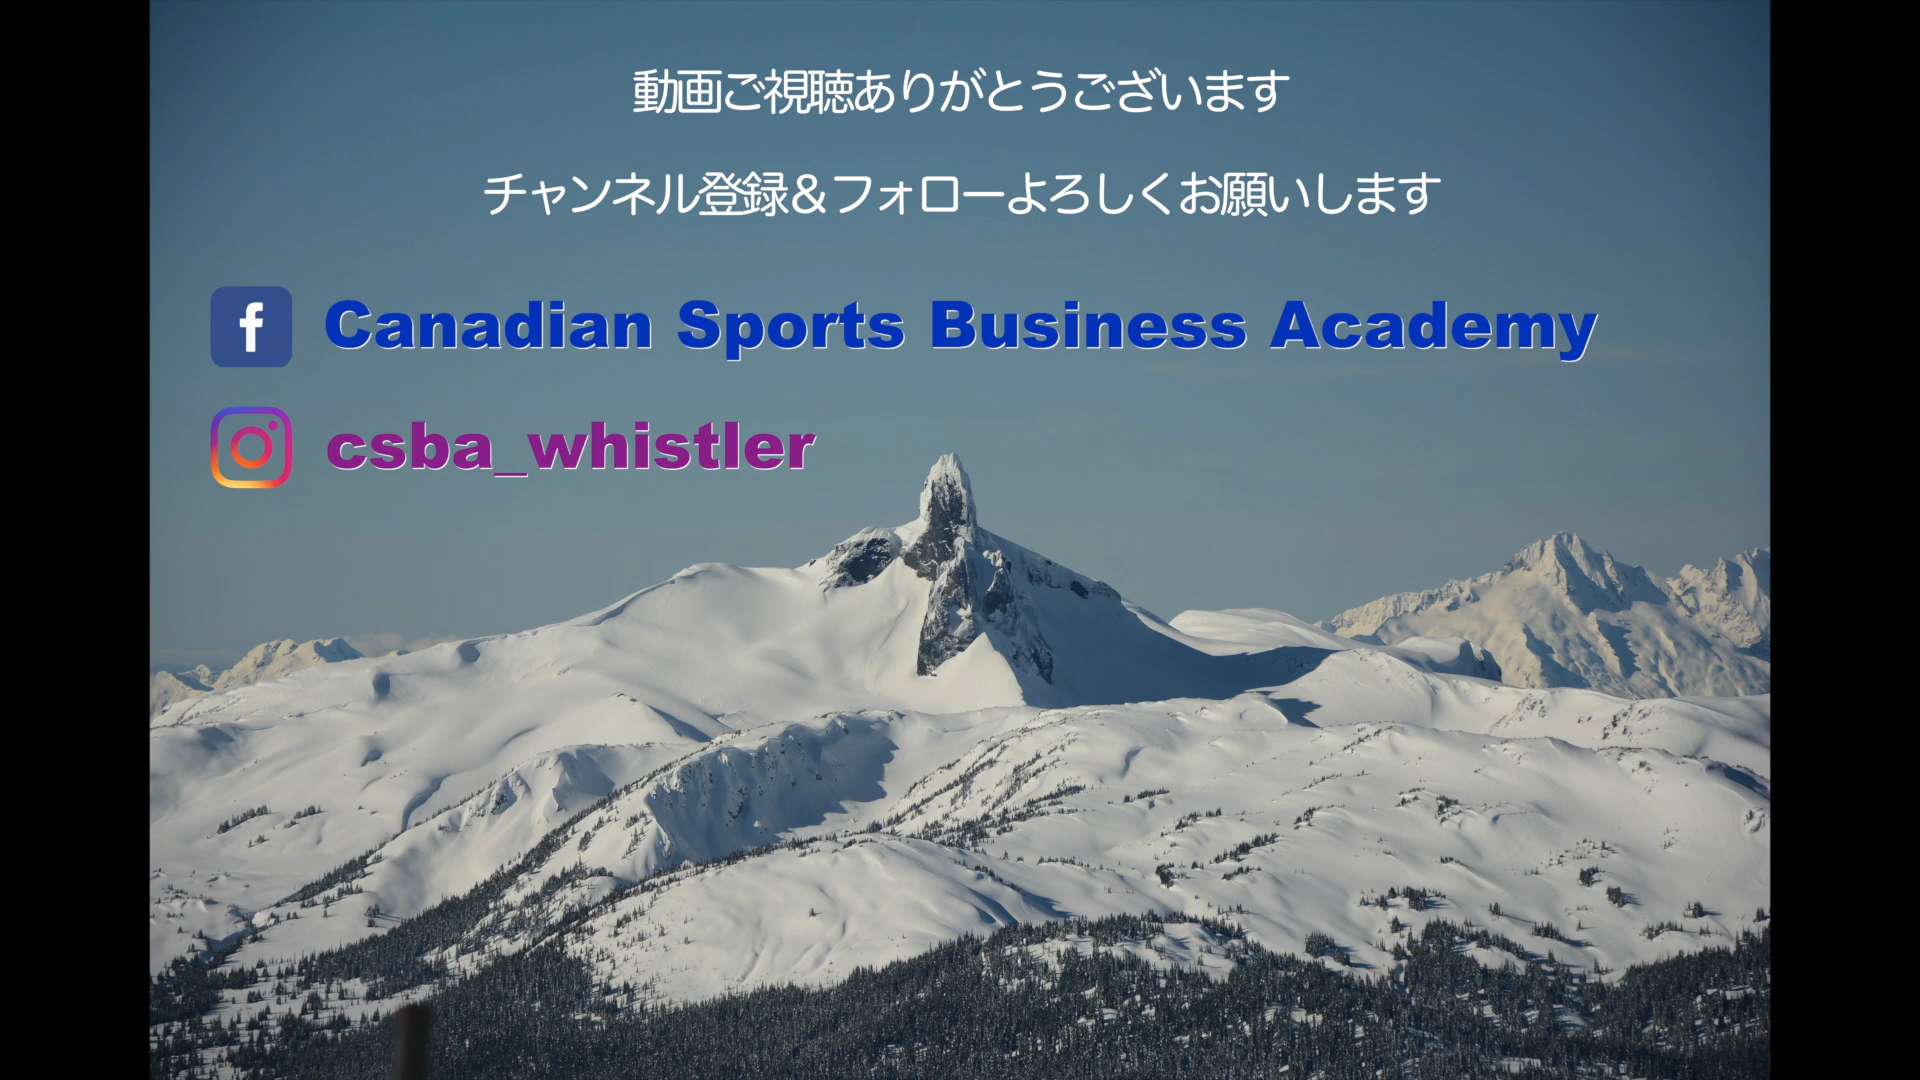 動画ご視聴ありがとうございます
チャンネル登録＆フォローよろしくお願いします
Canadian Sports Business Academy
csba_whistler